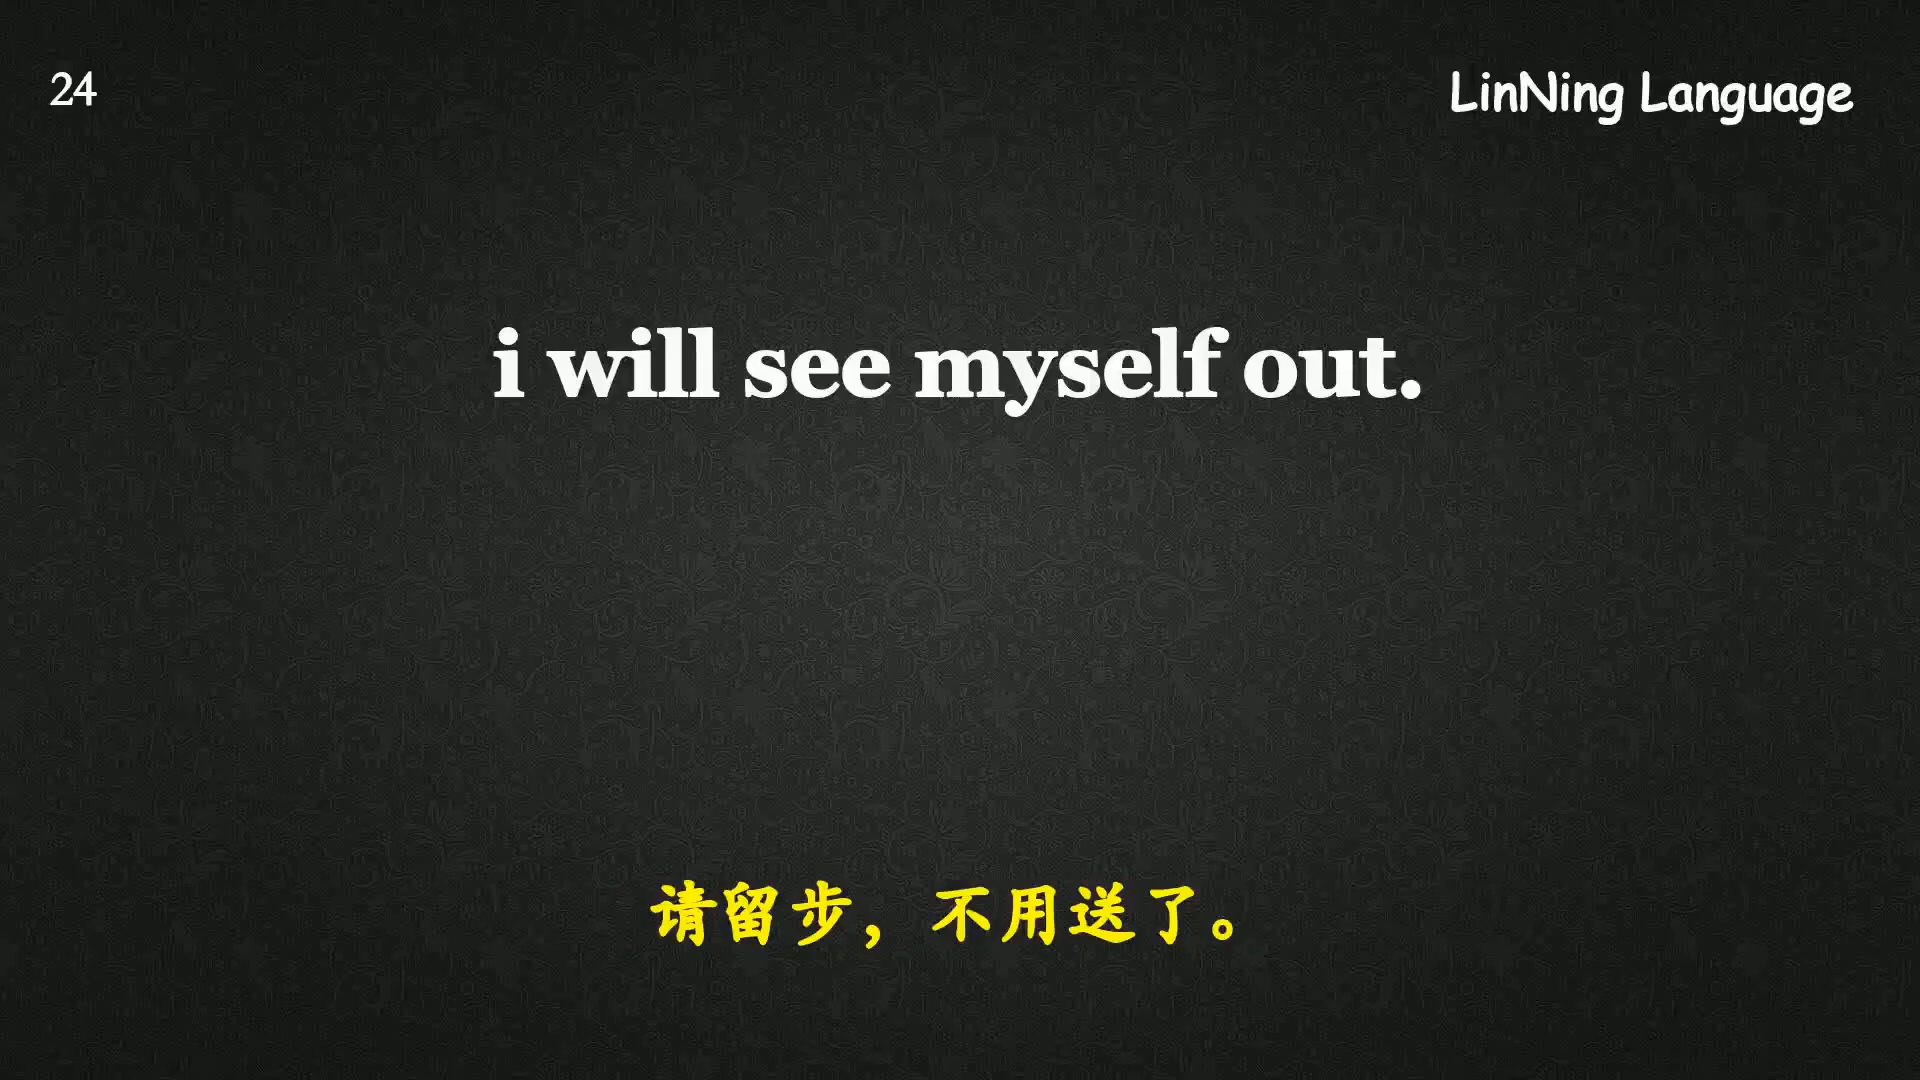 24
LinNing Language
i will see myself out.
请留步，不用送了。